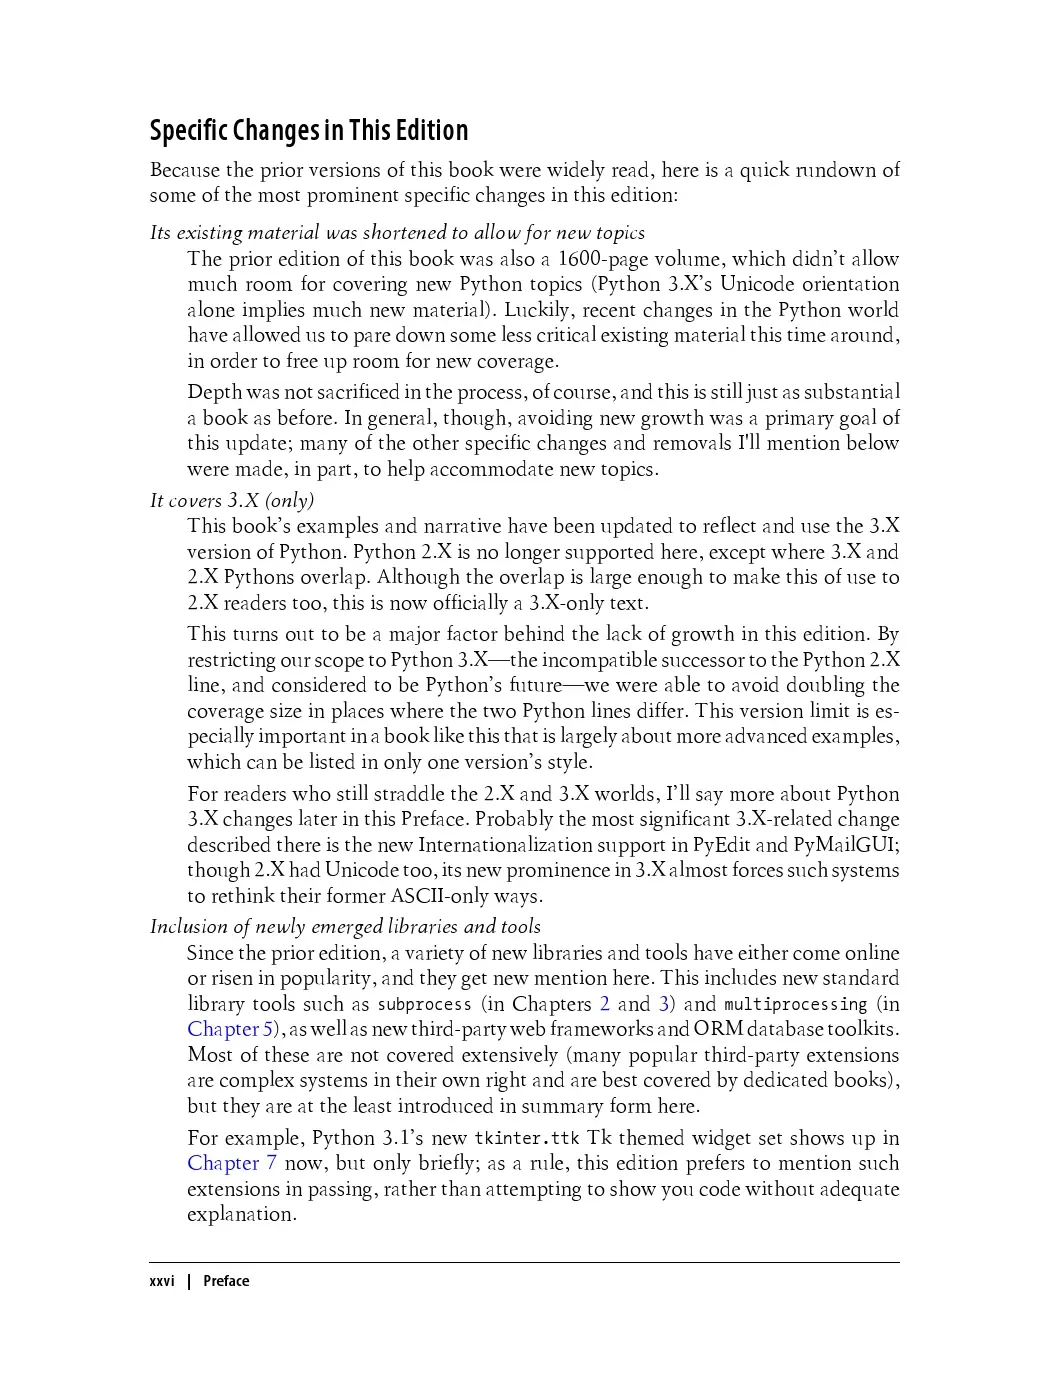 Specific Changes in This Edition
Because the prior versions of this book were widely read, here is a quick rundown of
some of the most prominent specific changes in this edition:
Its existing material was shortened to allow for new topics
The prior edition of this book was also a 1600-page volume, which didn’t allow
much room for covering new Python topics (Python 3.X’s Unicode orientation
alone implies much new material). Luckily, recent changes in the Python world
have allowed us to pare down some less critical existing material this time around,
in order to free up room for new coverage.
Depth was not sacrificed in the process, of course, and this is still just as substantial
a book as before. In general, though, avoiding new growth was a primary goal of
this update; many of the other specific changes and removals I'll mention below
were made, in part, to help accommodate new topics.
It covers 3.X (only)
This book’s examples and narrative have been updated to reflect and use the 3.X
version of Python. Python 2.X is no longer supported here, except where 3.X and
2.X Pythons overlap. Although the overlap is large enough to make this of use to
2.X readers too, this is now officially a 3.X-only text.
This turns out to be a major factor behind the lack of growth in this edition. By
restricting our scope to Python 3.X—the incompatible successor to the Python 2.X
line, and considered to be Python’s future—we were able to avoid doubling the
coverage size in places where the two Python lines differ. This version limit is es-
pecially important in a book like this that is largely about more advanced examples,
which can be listed in only one version’s style.
For readers who still straddle the 2.X and 3.X worlds, I’ll say more about Python
3.X changes later in this Preface. Probably the most significant 3.X-related change
described there is the new Internationalization support in PyEdit and PyMailGUI;
though 2.X had Unicode too, its new prominence in 3.X almost forces such systems
to rethink their former ASCII-only ways.
Inclusion of newly emerged libraries and tools
Since the prior edition, a variety of new libraries and tools have either come online
or risen in popularity, and they get new mention here. This includes new standard
library tools such as subprocess (in Chapters 2 and 3) and multiprocessing (in
Chapter 5), as well as new third-party web frameworks and ORM database toolkits.
Most of these are not covered extensively (many popular third-party extensions
are complex systems in their own right and are best covered by dedicated books),
but they are at the least introduced in summary form here.
For example, Python 3.1’s new tkinter.ttk Tk themed widget set shows up in
Chapter 7 now, but only briefly; as a rule, this edition prefers to mention such
extensions in passing, rather than attempting to show you code without adequate
explanation.
xxvi | Preface